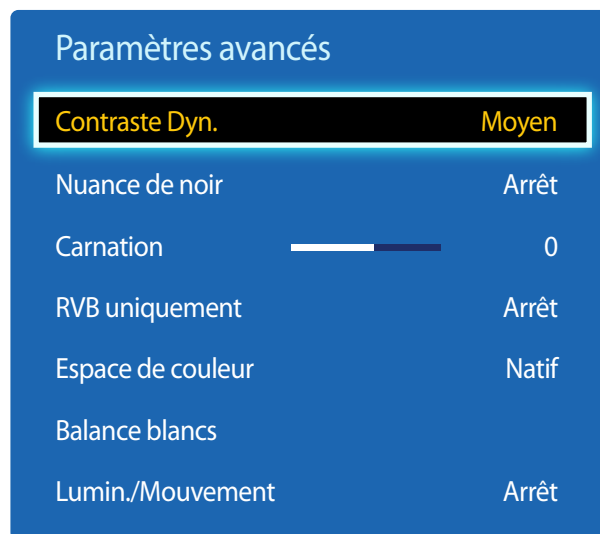 Paramètres avancés
Contraste Dyn. Moyen
Nuance de noir Arrêt
Carnation 0
RVB uniquement Arrêt
Espace de couleur Natif
Balance blancs
Lumin./Mouvement Arrêt